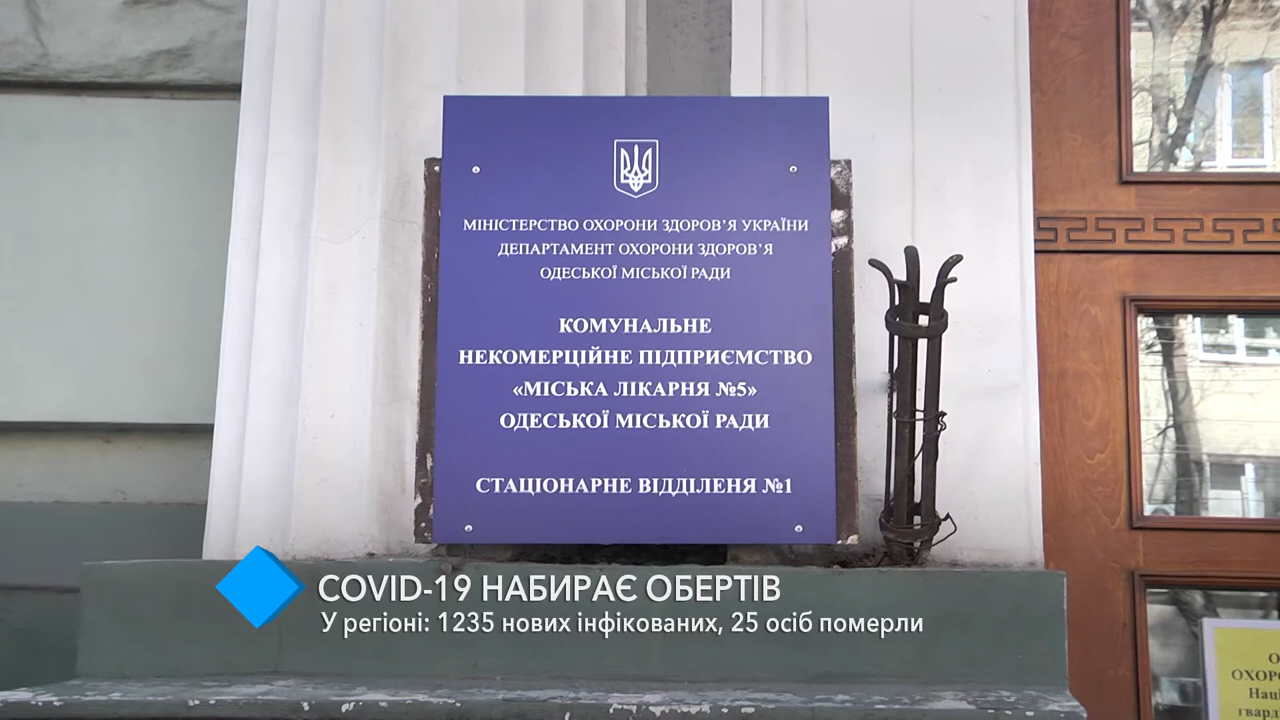 МІНІСТЕРСТВО ОХОРОНИ ЗДОРОВ'Я УКРАЇНИ
ДЕПАРТАМЕНТ ОХОРОНИ ЗДОРОВ'Я
ОДЕСЬКОЇ МІСЬКОЇ РАДИ
КОМУНАЛЬНЕ
НЕКОМЕРЦІЙНЕ ПІДПРИЄМСТВО
«МІСЬКА ЛІКАРНЯ №5»
ОДЕСЬКОЇ МІСЬКОЇ РАДИ
СТАЦІОНАРНЕ ВІДДІЛЕНЯ №1
COVID-19 НАБИРАЄ ОБЕРТІВ
У регіоні: 1235 нових інфікованих, 25 осіб померли